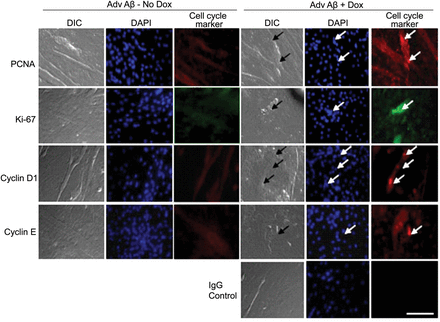 Adv Aβ - No Dox Adv Aβ + Dox
DIC DAPI Cell cycle marker DIC DAPI Cell cycle marker
PCNA
Ki-67
Cyclin D1
Cyclin E
IgG
Control